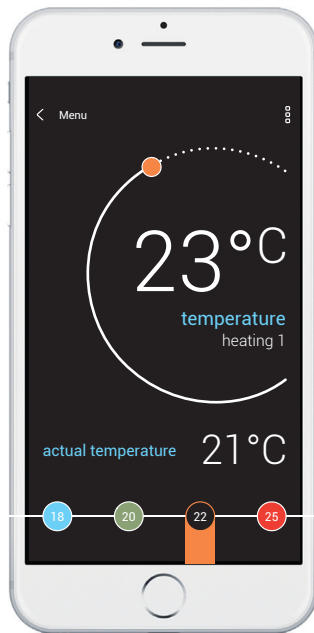 Menu
23°C
temperature
heating 1
actual temperature 21°C
18 20 22 25